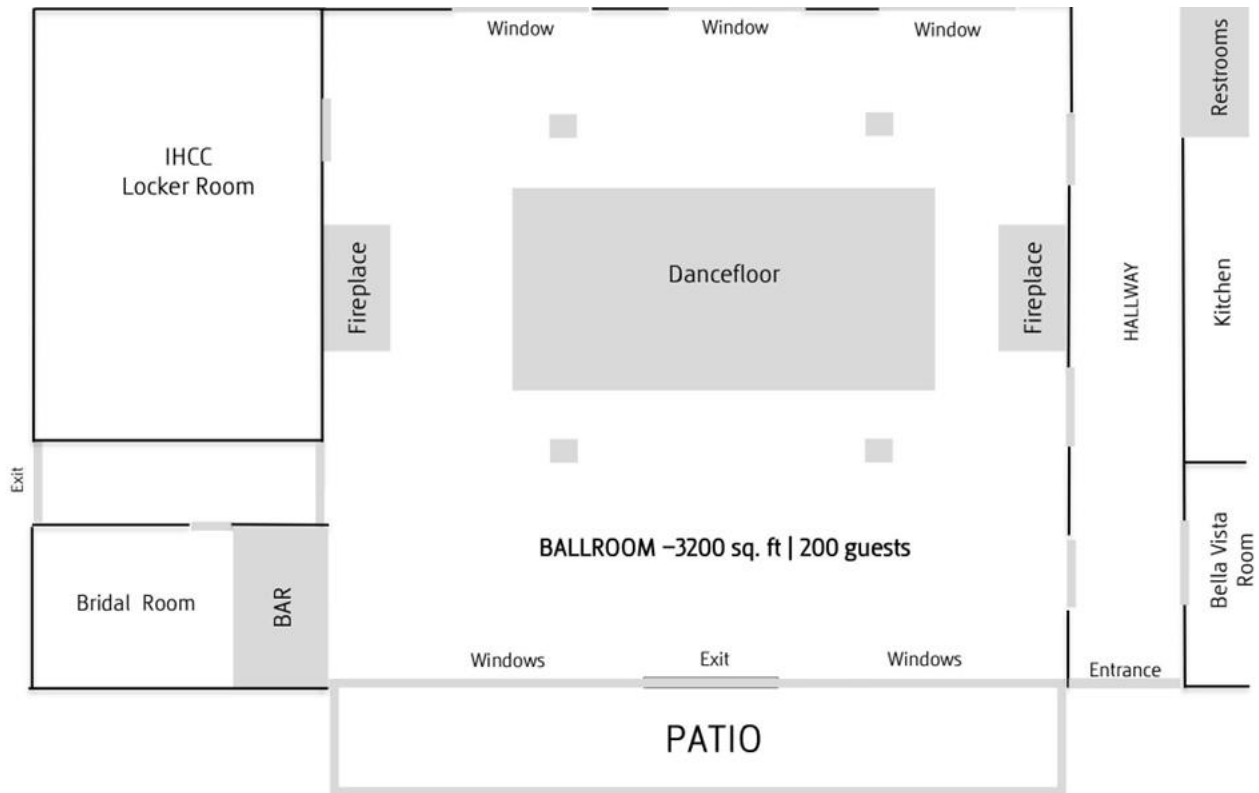 Window
Window
Window
Restrooms
IHCC
Locker Room
Fireplace
Dancefloor
Fireplace
HALLWAY
Kitchen
Exit
BALLROOM –3200 sq. ft | 200 guests
Bridal Room
BAR
Bella Vista
Room
Windows
Exit
Windows
Entrance
PATIO